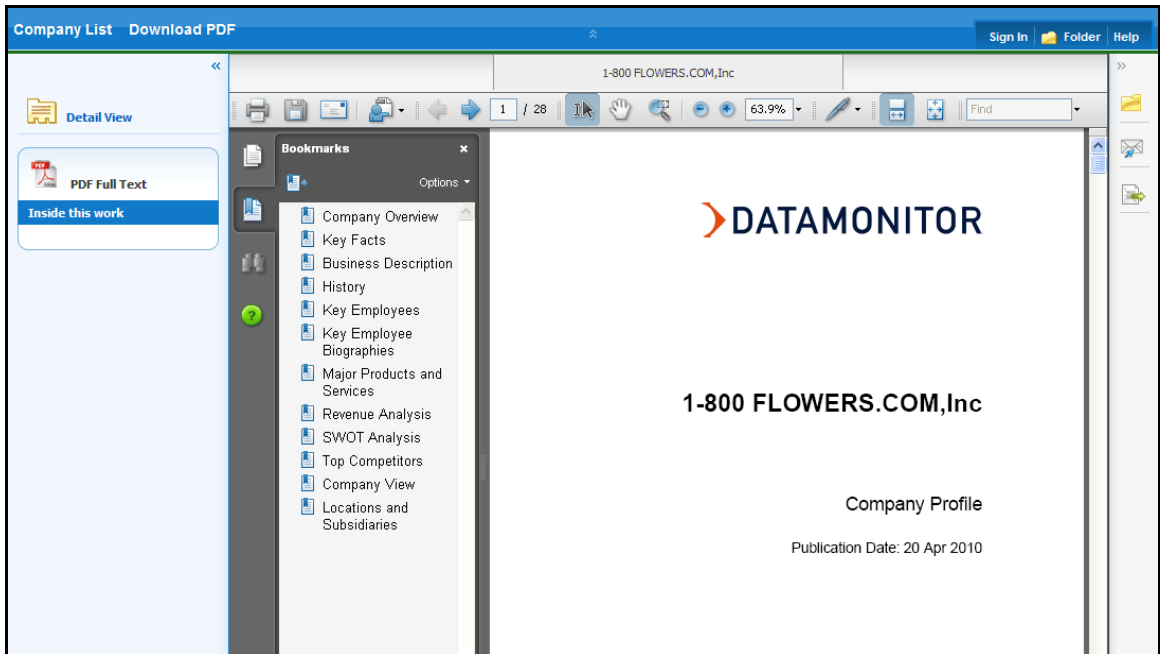 Company List Download PDF
Sign In Folder Help
1-800 FLOWERS.COM,Inc
Detail View
PDF Full Text
Inside this work
1 / 28 63.9% Find
Bookmarks
Options
Company Overview
Key Facts
Business Description
History
Key Employees
Key Employee
Biographies
Major Products and
Services
Revenue Analysis
SWOT Analysis
Top Competitors
Company View
Locations and
Subsidiaries
DATAMONITOR
1-800 FLOWERS.COM,Inc
Company Profile
Publication Date: 20 Apr 2010